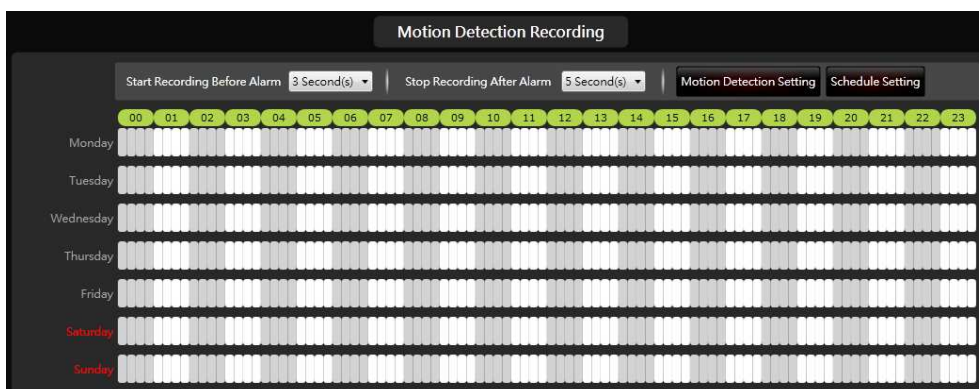 Motion Detection Recording
Start Recording Before Alarm 3 Second(s) Stop Recording After Alarm 5 Second(s) Motion Detection Setting Schedule Setting
00 01 02 03 04 05 06 07 08 09 10 11 12 13 14 15 16 17 18 19 20 21 22 23
Monday
Tuesday
Wednesday
Thursday
Friday
Saturday
Sunday